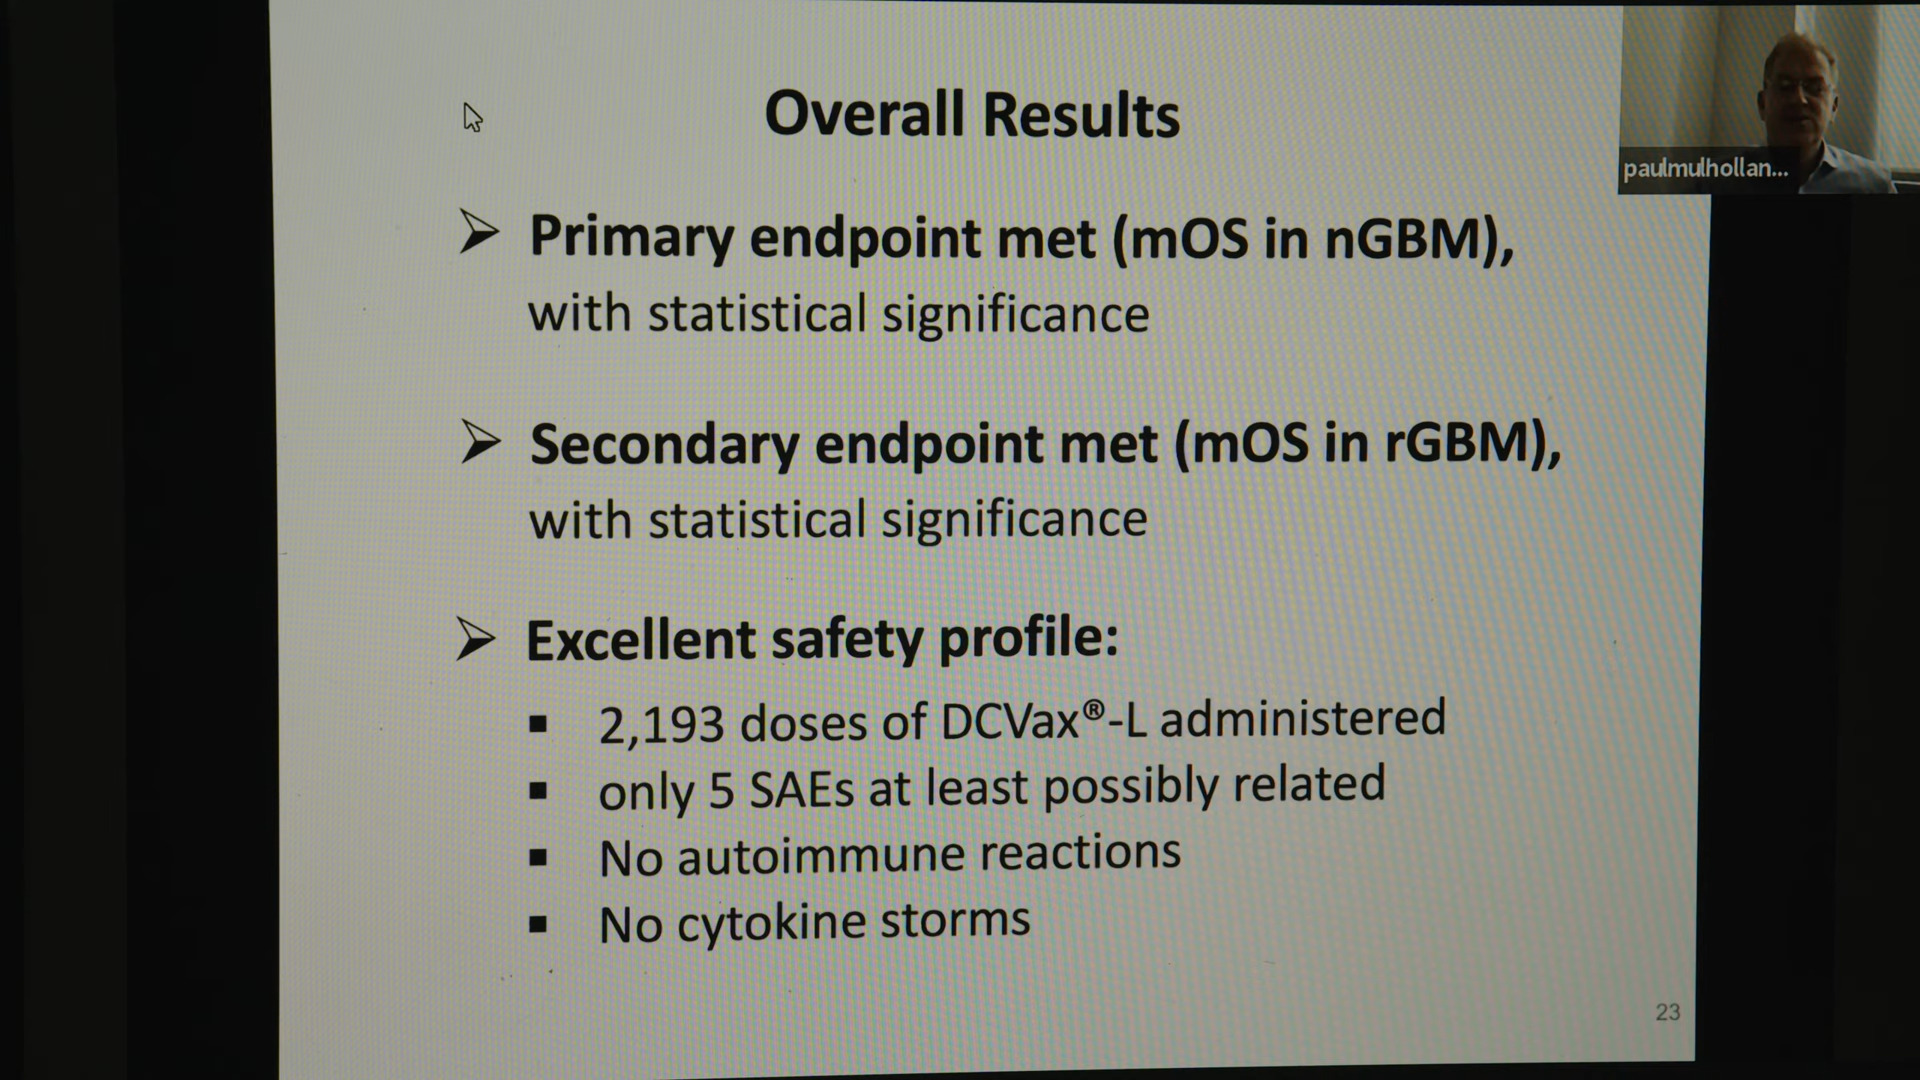 Overall Results
paulmulhollan...
➢ Primary endpoint met (mOS in nGBM),
with statistical significance
➢ Secondary endpoint met (mOS in rGBM),
with statistical significance
➢ Excellent safety profile:
▪ 2,193 doses of DCVax®-L administered
▪ only 5 SAEs at least possibly related
▪ No autoimmune reactions
▪ No cytokine storms
23